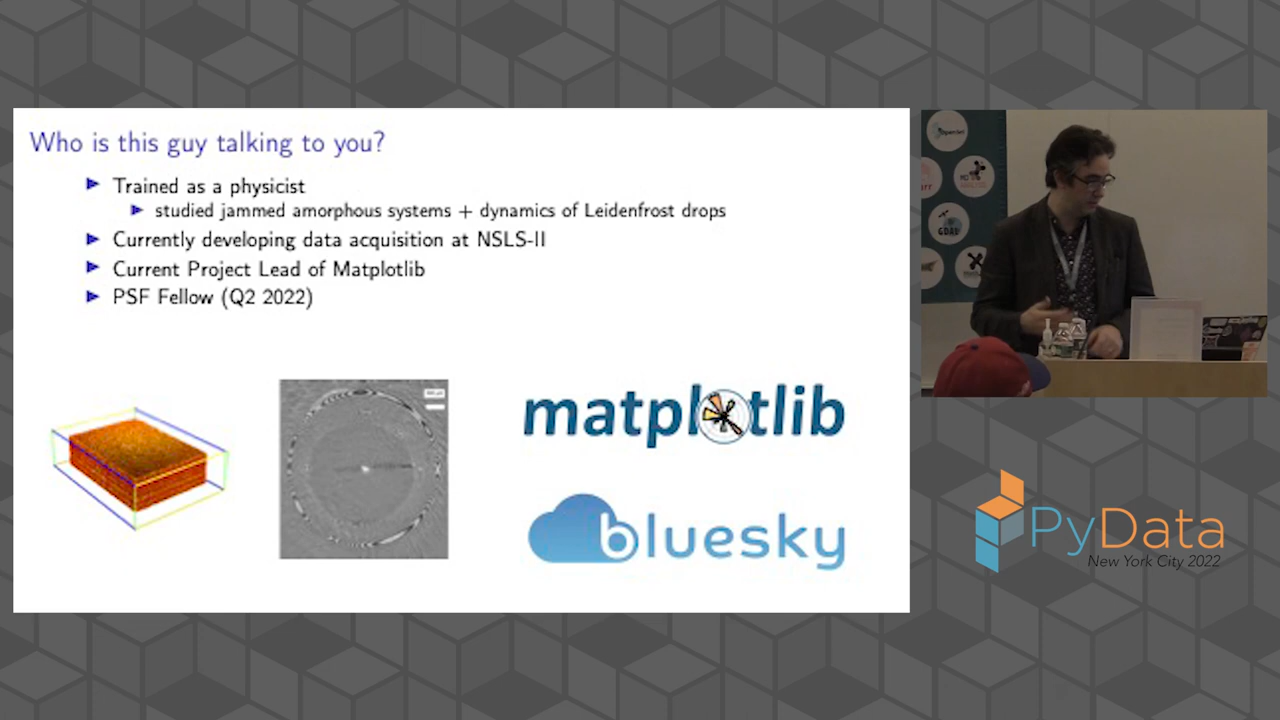 Who is this guy talking to you?
Trained as a physicist
studied jammed amorphous systems + dynamics of Leidenfrost drops
Currently developing data acquisition at NSLS-II
Current Project Lead of Matplotlib
PSF Fellow (Q2 2022)
matplotlib
bluesky
GDAL
PyData
New York City 2022